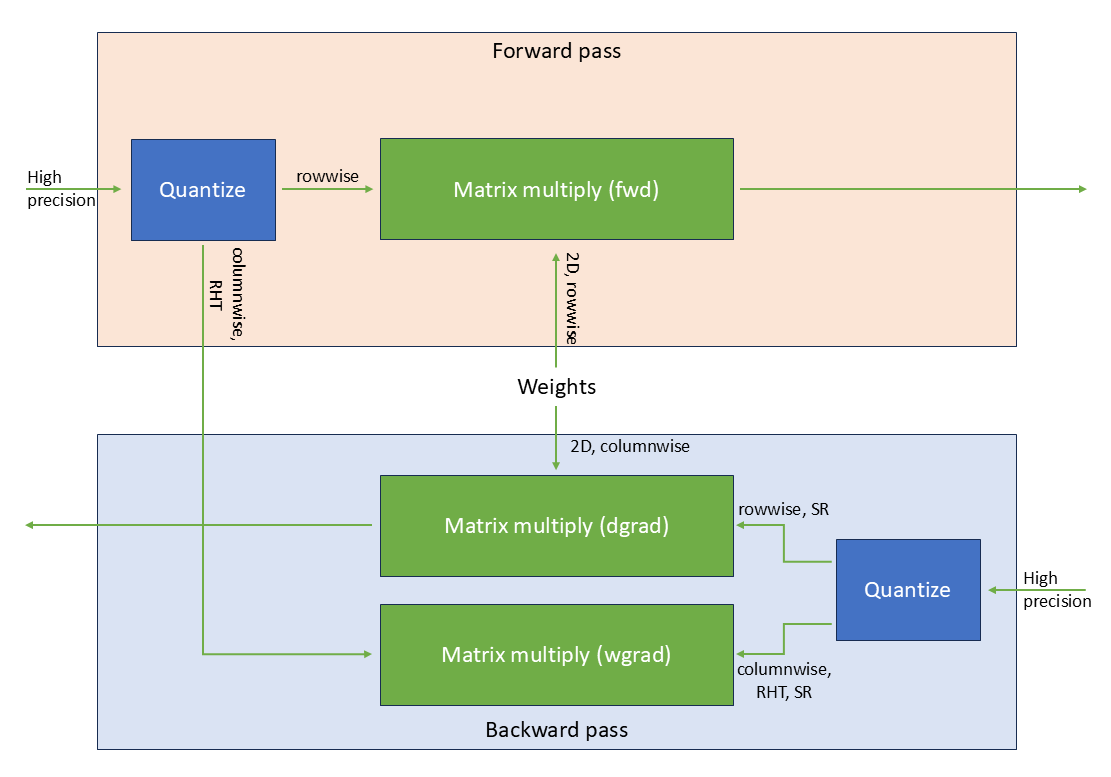 Forward pass
High
precision
Quantize
rowwise
Matrix multiply (fwd)
columnwise,
RHT
2D, rowwise
Weights
2D, columnwise
Matrix multiply (dgrad)
rowwise, SR
Quantize
High
precision
Matrix multiply (wgrad)
columnwise,
RHT, SR
Backward pass